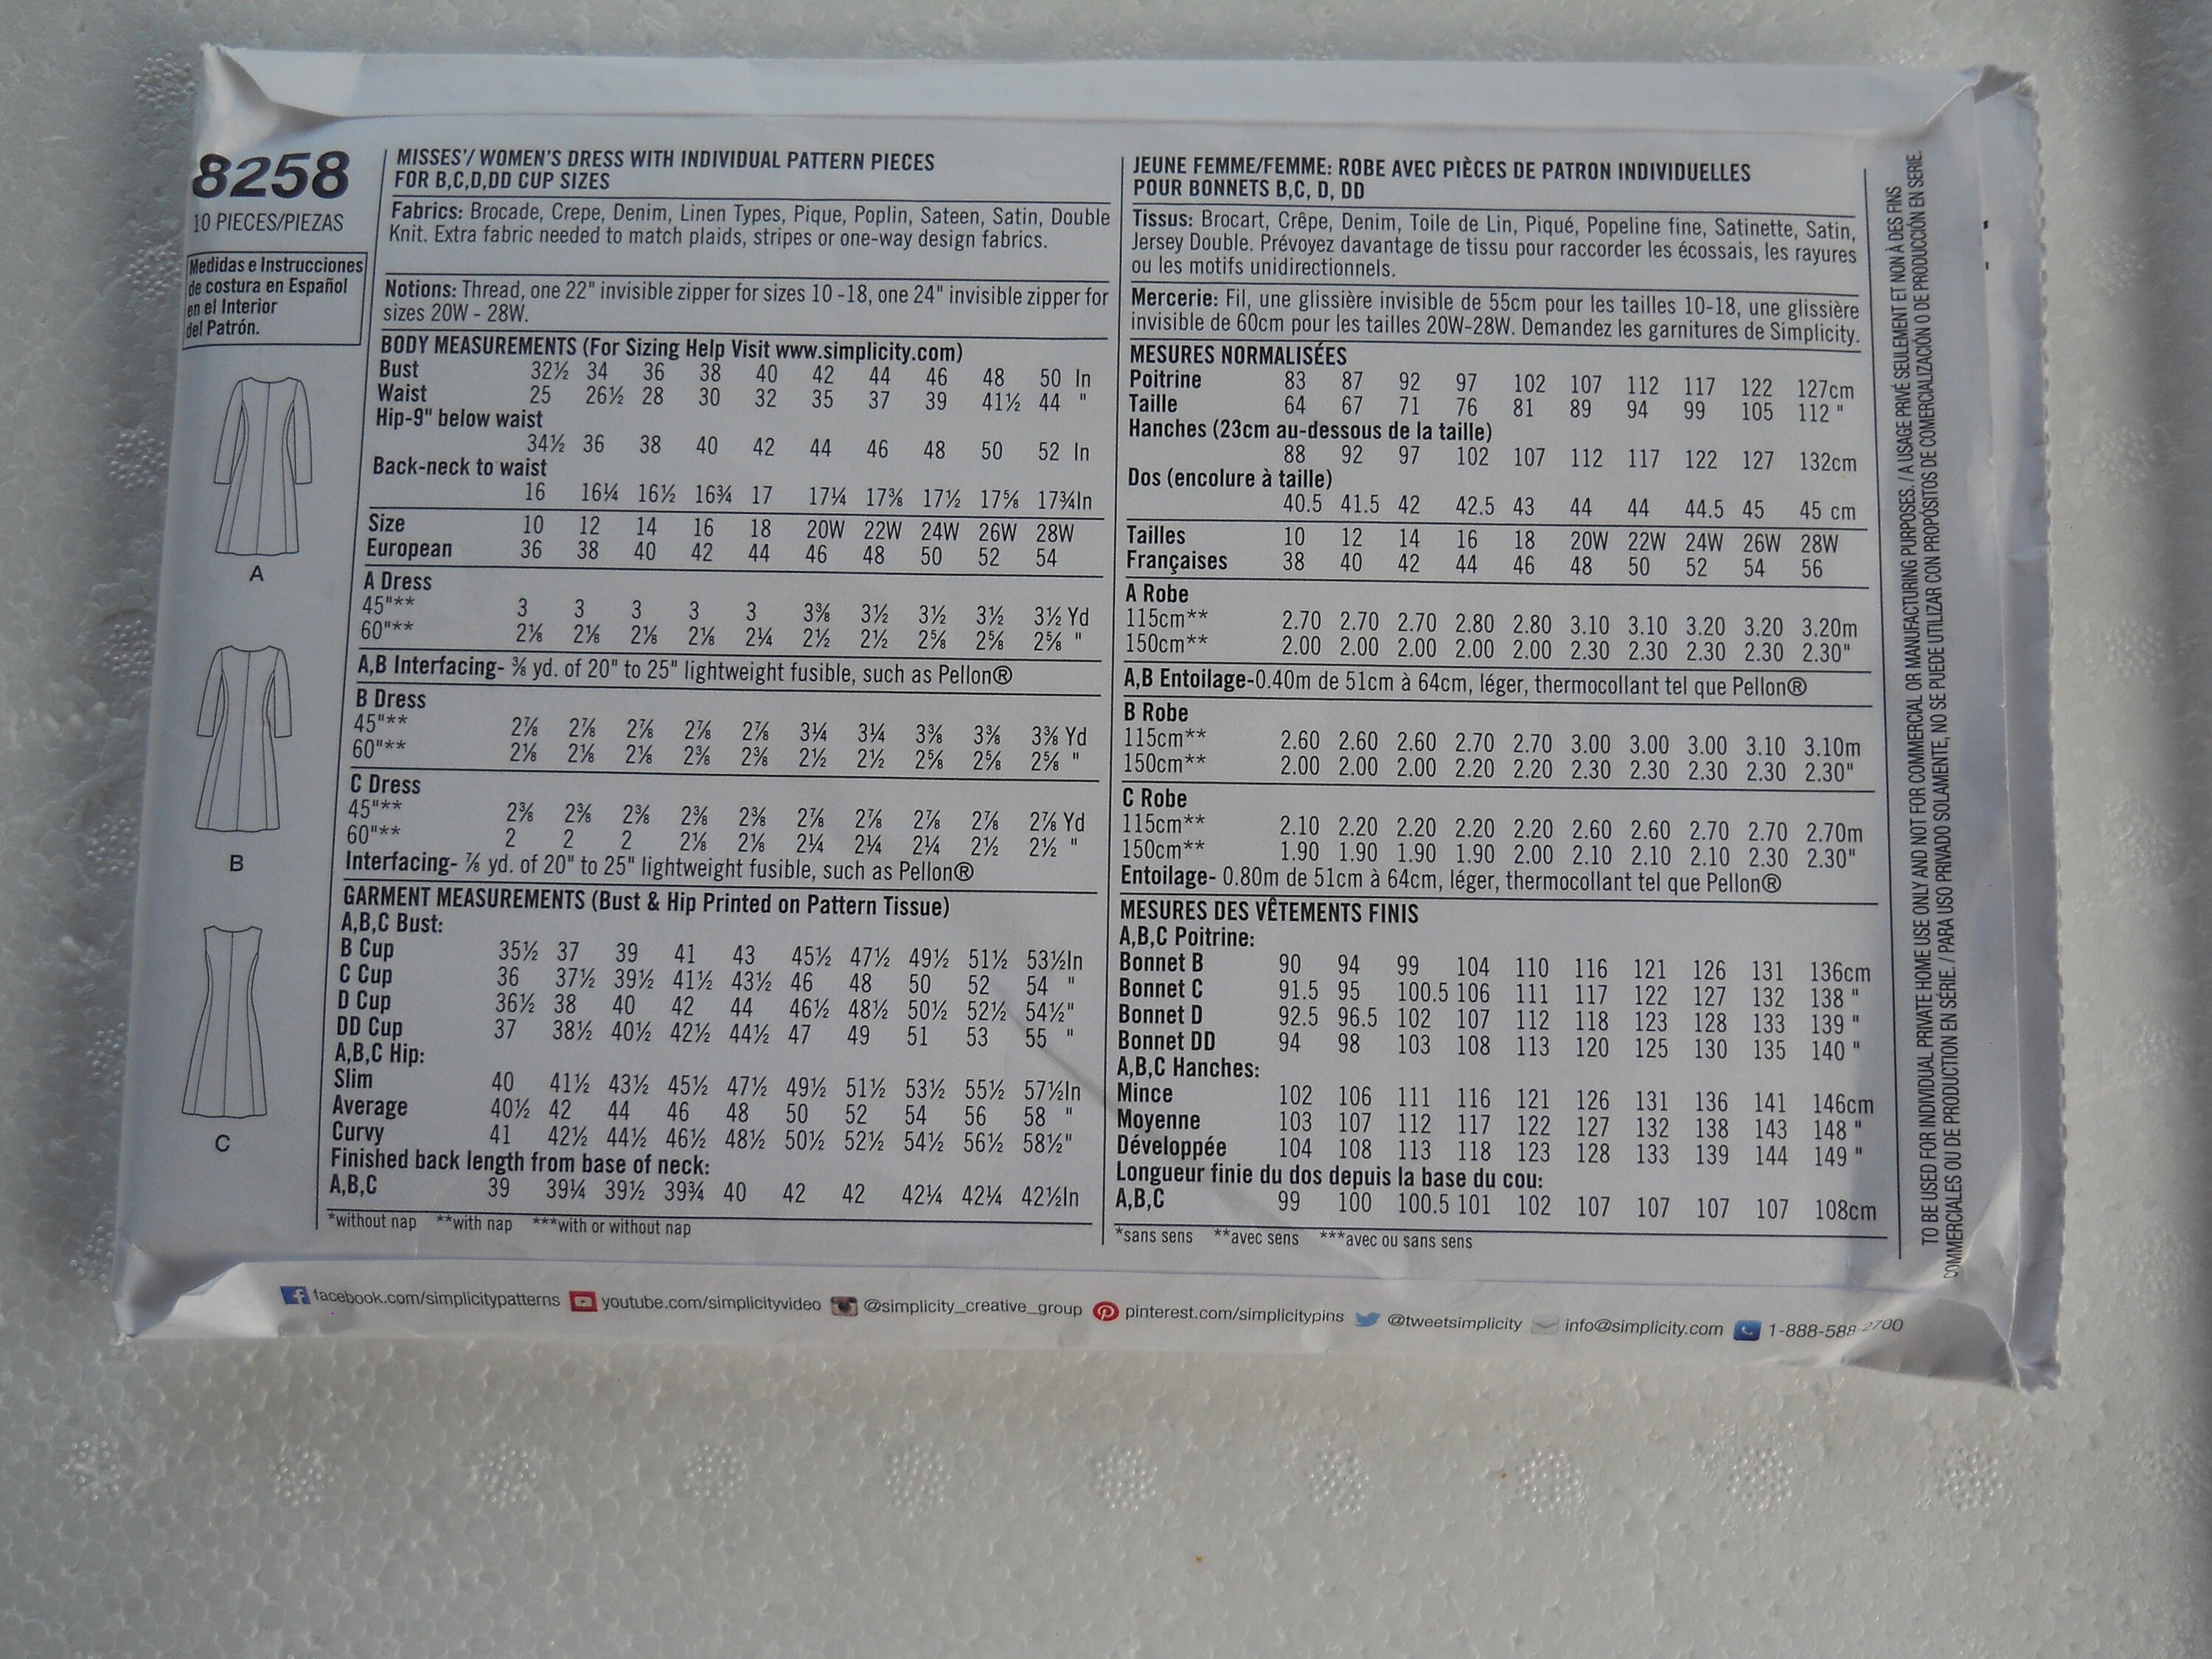 8258
10 PIECES/PIEZAS
Medidas e Instrucciones
de costura en Español
en el Interior
del Patrón.
A
B
C
MISSES'/ WOMEN'S DRESS WITH INDIVIDUAL PATTERN PIECES
FOR B,C,D,DD CUP SIZES
Fabrics: Brocade, Crepe, Denim, Linen Types, Pique, Poplin, Sateen, Satin, Double
Knit. Extra fabric needed to match plaids, stripes or one-way design fabrics.
Notions: Thread, one 22" invisible zipper for sizes 10 -18, one 24" invisible zipper for
sizes 20W - 28W.
BODY MEASUREMENTS (For Sizing Help Visit www.simplicity.com)
Bust 32½ 34 36 38 40 42 44 46 48 50 In
Waist 25 26½ 28 30 32 35 37 39 41½ 44 "
Hip-9" below waist
34½ 36 38 40 42 44 46 48 50 52 In
Back-neck to waist
16 16¼ 16½ 16¾ 17 17¼ 17⅜ 17½ 17⅝ 17¾In
Size 10 12 14 16 18 20W 22W 24W 26W 28W
European 36 38 40 42 44 46 48 50 52 54
A Dress
45"** 3 3 3 3 3 3⅜ 3½ 3½ 3½ 3½ Yd
60"** 2⅛ 2⅛ 2⅛ 2⅛ 2¼ 2½ 2½ 2⅝ 2⅝ 2⅝ "
A,B Interfacing- ⅜ yd. of 20" to 25" lightweight fusible, such as Pellon®
B Dress
45"** 2⅞ 2⅞ 2⅞ 2⅞ 2⅞ 3¼ 3¼ 3⅜ 3⅜ 3⅜ Yd
60"** 2⅛ 2⅛ 2⅛ 2⅜ 2⅜ 2½ 2½ 2⅝ 2⅝ 2⅝ "
C Dress
45"** 2⅜ 2⅜ 2⅜ 2⅜ 2⅜ 2⅞ 2⅞ 2⅞ 2⅞ 2⅞ Yd
60"** 2 2 2 2⅛ 2⅛ 2¼ 2¼ 2¼ 2½ 2½ "
Interfacing- ⅞ yd. of 20" to 25" lightweight fusible, such as Pellon®
GARMENT MEASUREMENTS (Bust & Hip Printed on Pattern Tissue)
A,B,C Bust:
B Cup 35½ 37 39 41 43 45½ 47½ 49½ 51½ 53½In
C Cup 36 37½ 39½ 41½ 43½ 46 48 50 52 54 "
D Cup 36½ 38 40 42 44 46½ 48½ 50½ 52½ 54½"
DD Cup 37 38½ 40½ 42½ 44½ 47 49 51 53 55 "
A,B,C Hip:
Slim 40 41½ 43½ 45½ 47½ 49½ 51½ 53½ 55½ 57½In
Average 40½ 42 44 46 48 50 52 54 56 58 "
Curvy 41 42½ 44½ 46½ 48½ 50½ 52½ 54½ 56½ 58½"
Finished back length from base of neck:
A,B,C 39 39¼ 39½ 39¾ 40 42 42 42¼ 42¼ 42½In
*without nap **with nap ***with or without nap
JEUNE FEMME/FEMME: ROBE AVEC PIÈCES DE PATRON INDIVIDUELLES
POUR BONNETS B,C, D, DD
Tissus: Brocart, Crêpe, Denim, Toile de Lin, Piqué, Popeline fine, Satinette, Satin,
Jersey Double. Prévoyez davantage de tissu pour raccorder les écossais, les rayures
ou les motifs unidirectionnels.
Mercerie: Fil, une glissière invisible de 55cm pour les tailles 10-18, une glissière
invisible de 60cm pour les tailles 20W-28W. Demandez les garnitures de Simplicity.
MESURES NORMALISÉES
Poitrine 83 87 92 97 102 107 112 117 122 127cm
Taille 64 67 71 76 81 89 94 99 105 112 "
Hanches (23cm au-dessous de la taille)
88 92 97 102 107 112 117 122 127 132cm
Dos (encolure à taille)
40.5 41.5 42 42.5 43 44 44 44.5 45 45 cm
Tailles 10 12 14 16 18 20W 22W 24W 26W 28W
Françaises 38 40 42 44 46 48 50 52 54 56
A Robe
115cm** 2.70 2.70 2.70 2.80 2.80 3.10 3.10 3.20 3.20 3.20m
150cm** 2.00 2.00 2.00 2.00 2.00 2.30 2.30 2.30 2.30 2.30"
A,B Entoilage-0.40m de 51cm à 64cm, léger, thermocollant tel que Pellon®
B Robe
115cm** 2.60 2.60 2.60 2.70 2.70 3.00 3.00 3.00 3.10 3.10m
150cm** 2.00 2.00 2.00 2.20 2.20 2.30 2.30 2.30 2.30 2.30"
C Robe
115cm** 2.10 2.20 2.20 2.20 2.20 2.60 2.60 2.70 2.70 2.70m
150cm** 1.90 1.90 1.90 1.90 2.00 2.10 2.10 2.10 2.30 2.30"
Entoilage- 0.80m de 51cm à 64cm, léger, thermocollant tel que Pellon®
MESURES DES VÊTEMENTS FINIS
A,B,C Poitrine:
Bonnet B 90 94 99 104 110 116 121 126 131 136cm
Bonnet C 91.5 95 100.5 106 111 117 122 127 132 138 "
Bonnet D 92.5 96.5 102 107 112 118 123 128 133 139 "
Bonnet DD 94 98 103 108 113 120 125 130 135 140 "
A,B,C Hanches:
Mince 102 106 111 116 121 126 131 136 141 146cm
Moyenne 103 107 112 117 122 127 132 138 143 148 "
Développée 104 108 113 118 123 128 133 139 144 149 "
Longueur finie du dos depuis la base du cou:
A,B,C 99 100 100.5 101 102 107 107 107 107 108cm
*sans sens **avec sens ***avec ou sans sens
TO BE USED FOR INDIVIDUAL PRIVATE HOME USE ONLY AND NOT FOR COMMERCIAL OR MANUFACTURING PURPOSES. / A USAGE PRIVÉ SEULEMENT ET NON À DES FINS
COMMERCIALES OU DE PRODUCTION EN SÉRIE. / PARA USO PRIVADO SOLAMENTE, NO SE PUEDE UTILIZAR CON PROPÓSITOS DE COMERCIALIZACIÓN O DE PRODUCCIÓN EN SERIE.
facebook.com/simplicitypatterns youtube.com/simplicityvideo @simplicity_creative_group pinterest.com/simplicitypins @tweetsimplicity info@simplicity.com 1-888-588-2700